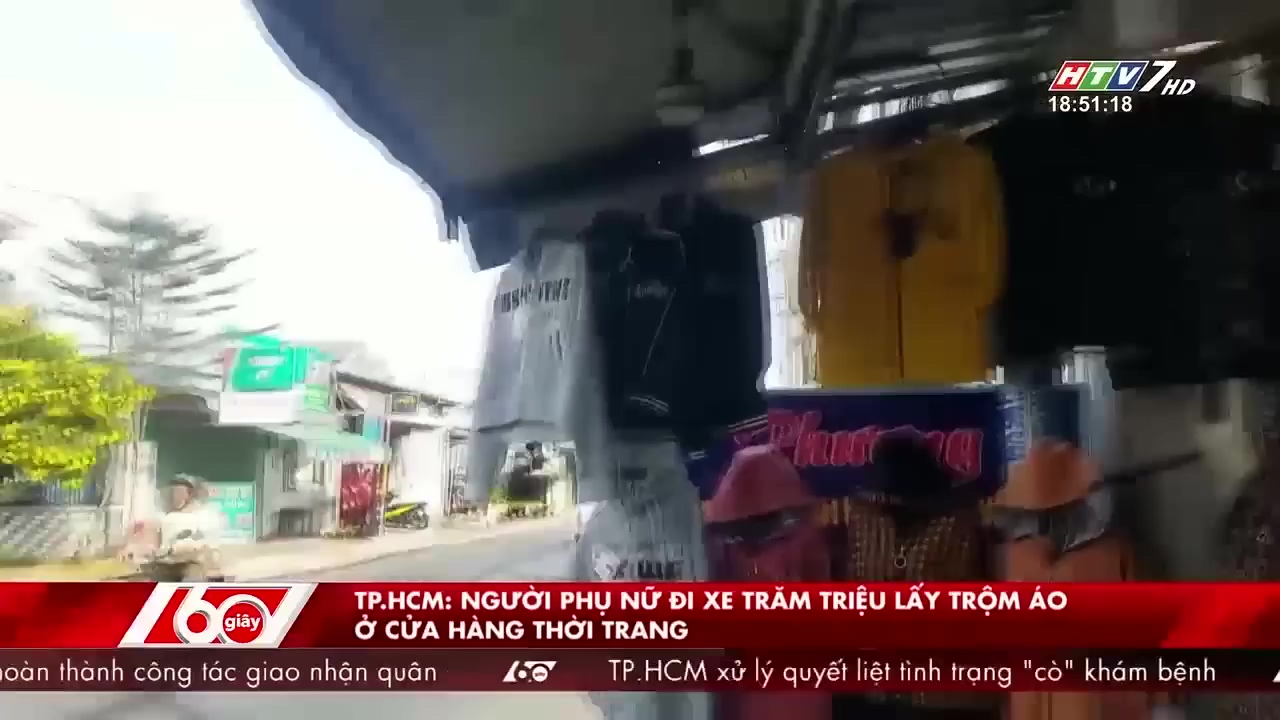 HTV7 HD
18:51:18
Phương
60 giây
TP.HCM: NGƯỜI PHỤ NỮ ĐI XE TRĂM TRIỆU LẤY TRỘM ÁO
Ở CỬA HÀNG THỜI TRANG
hoàn thành công tác giao nhận quân
60
TP.HCM xử lý quyết liệt tình trạng "cò" khám bệnh